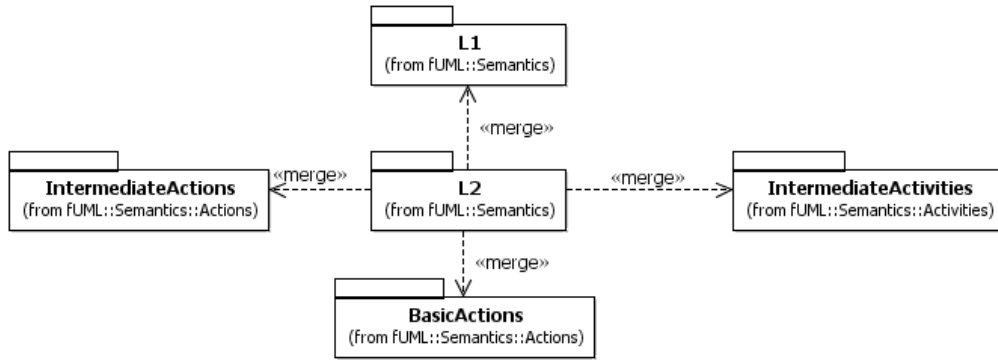 L1
(from fUML::Semantics)
«merge»
IntermediateActions
(from fUML::Semantics::Actions)
«merge»
L2
(from fUML::Semantics)
«merge»
IntermediateActivities
(from fUML::Semantics::Activities)
«merge»
BasicActions
(from fUML::Semantics::Actions)